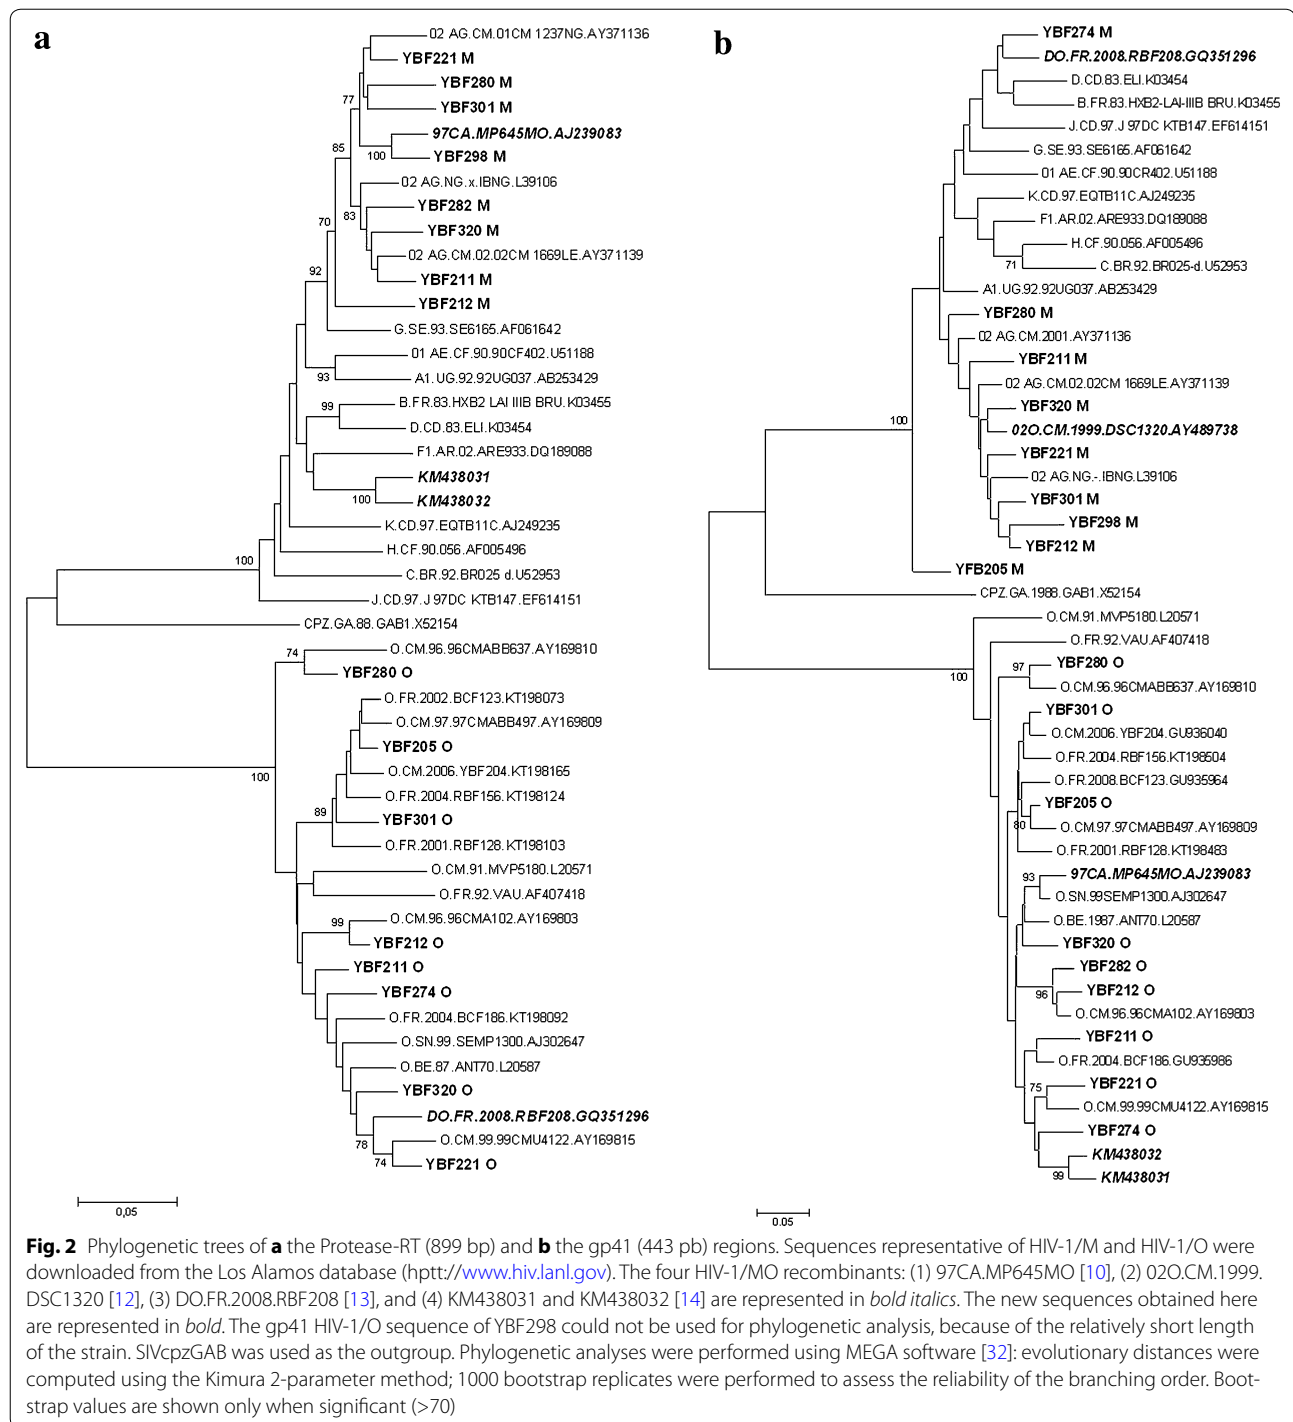 a
02 AG.CM.01CM 1237NG.AY371136
YBF221 M
YBF280 M
77
YBF301 M
97CA.MP645MO.AJ239083
85
100
YBF298 M
02 AG.NG.x.IBNG.L39106
YBF282 M
83
70
YBF320 M
02 AG.CM.02.02CM 1669LE.AY371139
92
YBF211 M
YBF212 M
G.SE.93.SE6165.AF061642
01 AE.CF.90.90CF402.U51188
93
A1.UG.92.92UG037.AB253429
99
B.FR.83.HXB2 LAI IIIB BRU.K03455
D.CD.83.ELI.K03454
F1.AR.02.ARE933.DQ189088
KM438031
100
KM438032
K.CD.97.EQTB11C.AJ249235
H.CF.90.056.AF005496
100
C.BR.92.BR025 d.U52953
J.CD.97.J 97DC KTB147.EF614151
CPZ.GA.88.GAB1.X52154
74
O.CM.96.96CMABB637.AY169810
YBF280 O
O.FR.2002.BCF123.KT198073
O.CM.97.97CMABB497.AY169809
YBF205 O
100
O.CM.2006.YBF204.KT198165
O.FR.2004.RBF156.KT198124
89
YBF301 O
O.FR.2001.RBF128.KT198103
O.CM.91.MVP5180.L20571
O.FR.92.VAU.AF407418
99
O.CM.96.96CMA102.AY169803
YBF212 O
YBF211 O
YBF274 O
O.FR.2004.BCF186.KT198092
O.SN.99.SEMP1300.AJ302647
O.BE.87.ANT70.L20587
YBF320 O
DO.FR.2008.RBF208.GQ351296
78
O.CM.99.99CMU4122.AY169815
74
YBF221 O
0,05
b
YBF274 M
DO.FR.2008.RBF208.GQ351296
D.CD.83.ELI.K03454
B.FR.83.HXB2-LAI-IIIB BRU.K03455
J.CD.97.J 97DC KTB147.EF614151
G.SE.93.SE6165.AF061642
01 AE.CF.90.90CR402.U51188
K.CD.97.EQTB11C.AJ249235
F1.AR.02.ARE933.DQ189088
H.CF.90.056.AF005496
71
C.BR.92.BR025-d.U52953
A1.UG.92.92UG037.AB253429
YBF280 M
02 AG.CM.2001.AY371136
YBF211 M
02 AG.CM.02.02CM 1669LE.AY371139
YBF320 M
100
02O.CM.1999.DSC1320.AY489738
YBF221 M
02 AG.NG.-.IBNG.L39106
YBF301 M
YBF298 M
YBF212 M
YFB205 M
CPZ.GA.1988.GAB1.X52154
O.CM.91.MVP5180.L20571
O.FR.92.VAU.AF407418
100
97
YBF280 O
O.CM.96.96CMABB637.AY169810
YBF301 O
O.CM.2006.YBF204.GU936040
O.FR.2004.RBF156.KT198504
O.FR.2008.BCF123.GU935964
YBF205 O
80
O.CM.97.97CMABB497.AY169809
O.FR.2001.RBF128.KT198483
93
97CA.MP645MO.AJ239083
O.SN.99SEMP1300.AJ302647
O.BE.1987.ANT70.L20587
YBF320 O
YBF282 O
96
YBF212 O
O.CM.96.96CMA102.AY169803
YBF211 O
O.FR.2004.BCF186.GU935986
75
YBF221 O
O.CM.99.99CMU4122.AY169815
YBF274 O
KM438032
99
KM438031
0.05
Fig. 2 Phylogenetic trees of a the Protease-RT (899 bp) and b the gp41 (443 pb) regions. Sequences representative of HIV-1/M and HIV-1/O were
downloaded from the Los Alamos database (hptt://www.hiv.lanl.gov). The four HIV-1/MO recombinants: (1) 97CA.MP645MO [10], (2) 02O.CM.1999.
DSC1320 [12], (3) DO.FR.2008.RBF208 [13], and (4) KM438031 and KM438032 [14] are represented in bold italics. The new sequences obtained here
are represented in bold. The gp41 HIV-1/O sequence of YBF298 could not be used for phylogenetic analysis, because of the relatively short length
of the strain. SIVcpzGAB was used as the outgroup. Phylogenetic analyses were performed using MEGA software [32]: evolutionary distances were
computed using the Kimura 2-parameter method; 1000 bootstrap replicates were performed to assess the reliability of the branching order. Boot-
strap values are shown only when significant (>70)